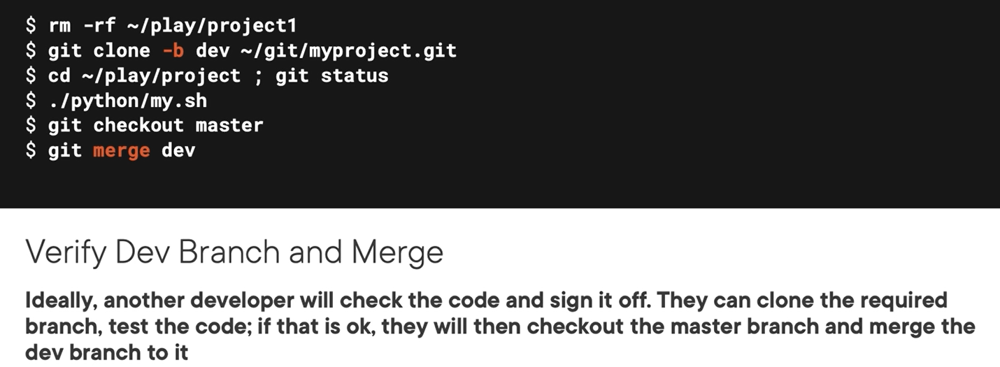 $ rm -rf ~/play/project1
$ git clone -b dev ~/git/myproject.git
$ cd ~/play/project ; git status
$ ./python/my.sh
$ git checkout master
$ git merge dev
Verify Dev Branch and Merge
Ideally, another developer will check the code and sign it off. They can clone the required
branch, test the code; if that is ok, they will then checkout the master branch and merge the
dev branch to it